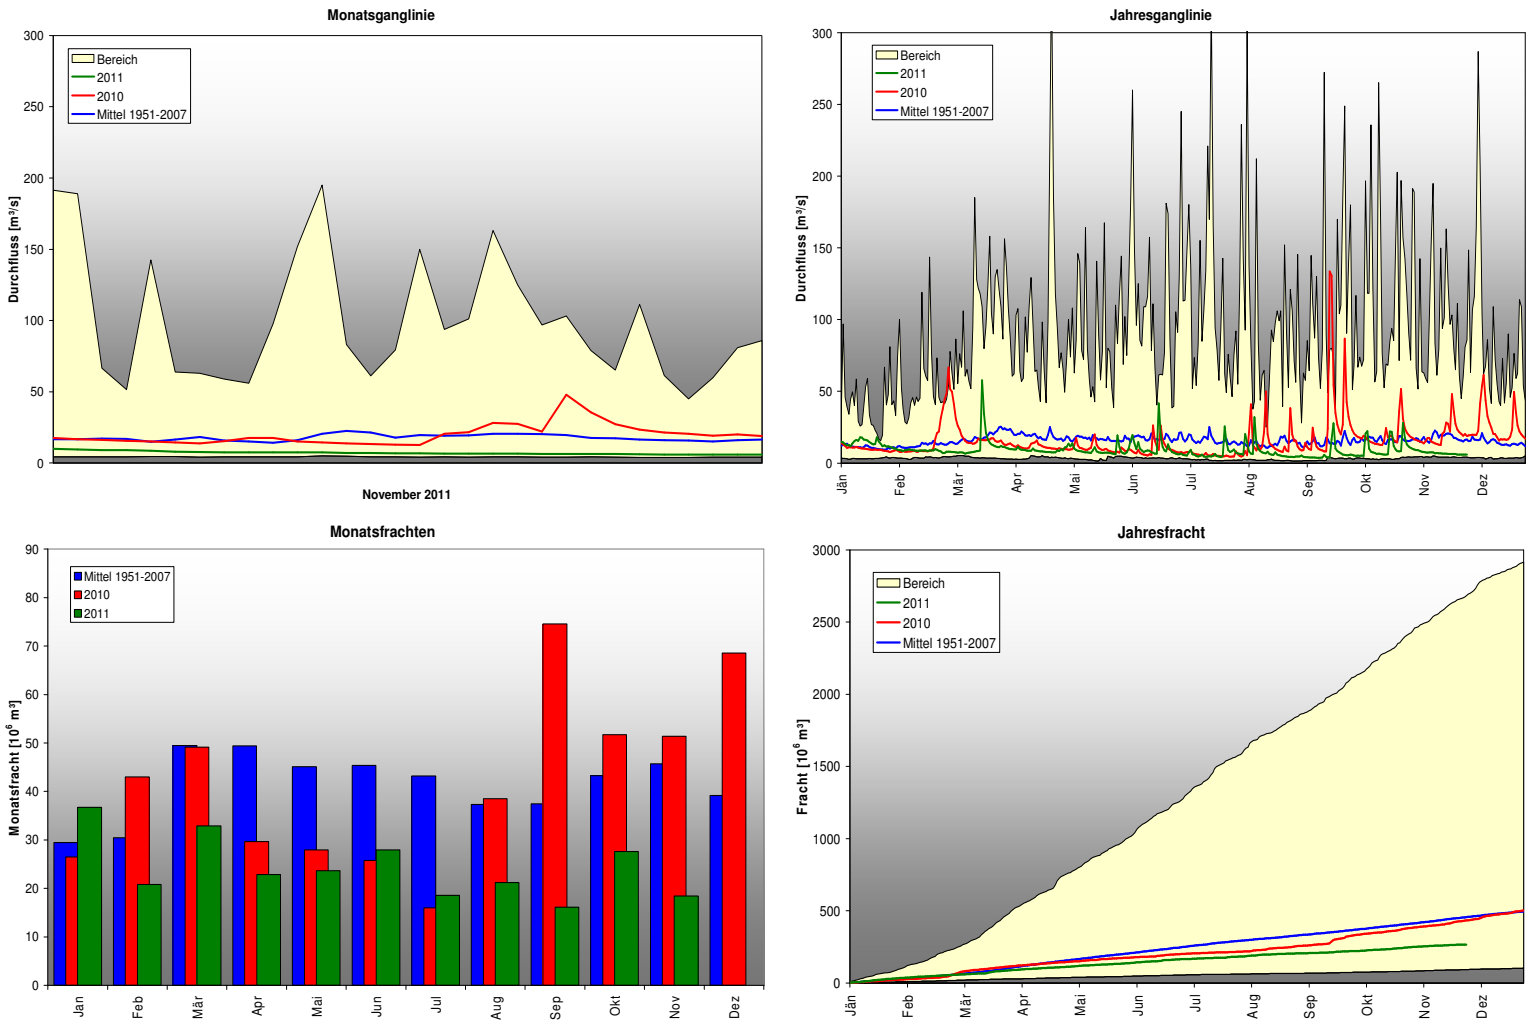 Monatsganglinie
300
250
200
150
100
50
0
Durchfluss [m³/s]
Bereich
2011
2010
Mittel 1951-2007
November 2011
Jahresganglinie
300
250
200
150
100
50
0
Durchfluss [m³/s]
Bereich
2011
2010
Mittel 1951-2007
Jän
Feb
Mär
Apr
Mai
Jun
Jul
Aug
Sep
Okt
Nov
Dez
Monatsfrachten
90
80
70
60
50
40
30
20
10
0
Monatsfracht [10⁶ m³]
Mittel 1951-2007
2010
2011
Jan
Feb
Mär
Apr
Mai
Jun
Jul
Aug
Sep
Okt
Nov
Dez
Jahresfracht
3000
2500
2000
1500
1000
500
0
Fracht [10⁶ m³]
Bereich
2011
2010
Mittel 1951-2007
Jän
Feb
Mär
Apr
Mai
Jun
Jul
Aug
Sep
Okt
Nov
Dez